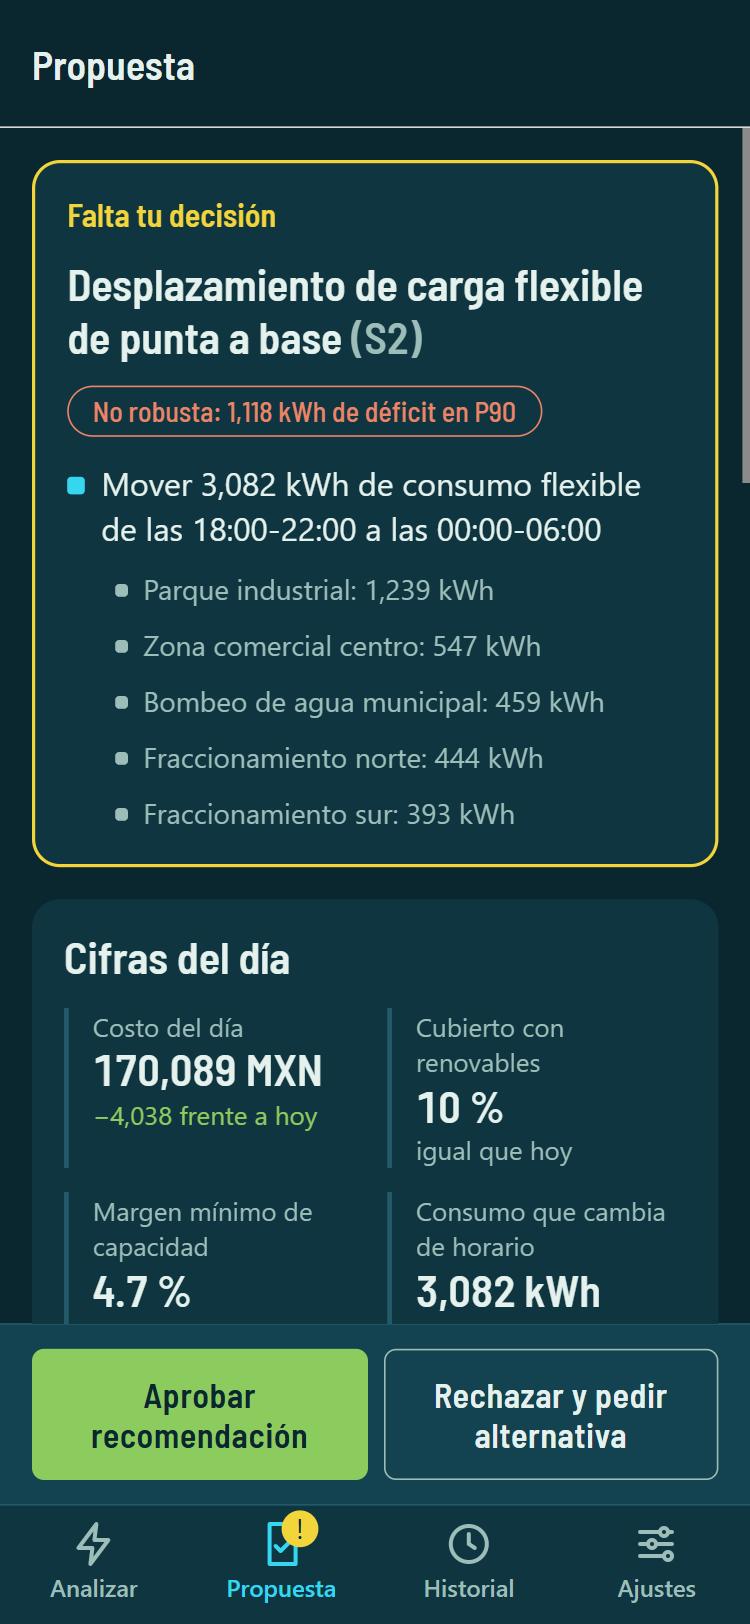 Propuesta
Falta tu decisión
Desplazamiento de carga flexible
de punta a base (S2)
No robusta: 1,118 kWh de déficit en P90
Mover 3,082 kWh de consumo flexible
de las 18:00-22:00 a las 00:00-06:00
Parque industrial: 1,239 kWh
Zona comercial centro: 547 kWh
Bombeo de agua municipal: 459 kWh
Fraccionamiento norte: 444 kWh
Fraccionamiento sur: 393 kWh
Cifras del día
Costo del día
170,089 MXN
−4,038 frente a hoy
Cubierto con
renovables
10 %
igual que hoy
Margen mínimo de
capacidad
4.7 %
Consumo que cambia
de horario
3,082 kWh
Aprobar
recomendación
Rechazar y pedir
alternativa
!
Analizar
Propuesta
Historial
Ajustes